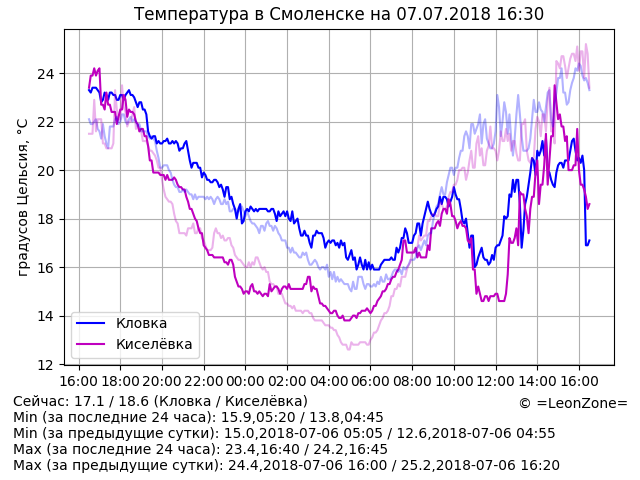 Температура в Смоленске на 07.07.2018 16:30
градусов Цельсия, °C
24
22
20
18
16
14
12
Кловка
Киселёвка
16:00 18:00 20:00 22:00 00:00 02:00 04:00 06:00 08:00 10:00 12:00 14:00 16:00
Сейчас: 17.1 / 18.6 (Кловка / Киселёвка)
© =LeonZone=
Min (за последние 24 часа): 15.9,05:20 / 13.8,04:45
Min (за предыдущие сутки): 15.0,2018-07-06 05:05 / 12.6,2018-07-06 04:55
Max (за последние 24 часа): 23.4,16:40 / 24.2,16:45
Max (за предыдущие сутки): 24.4,2018-07-06 16:00 / 25.2,2018-07-06 16:20